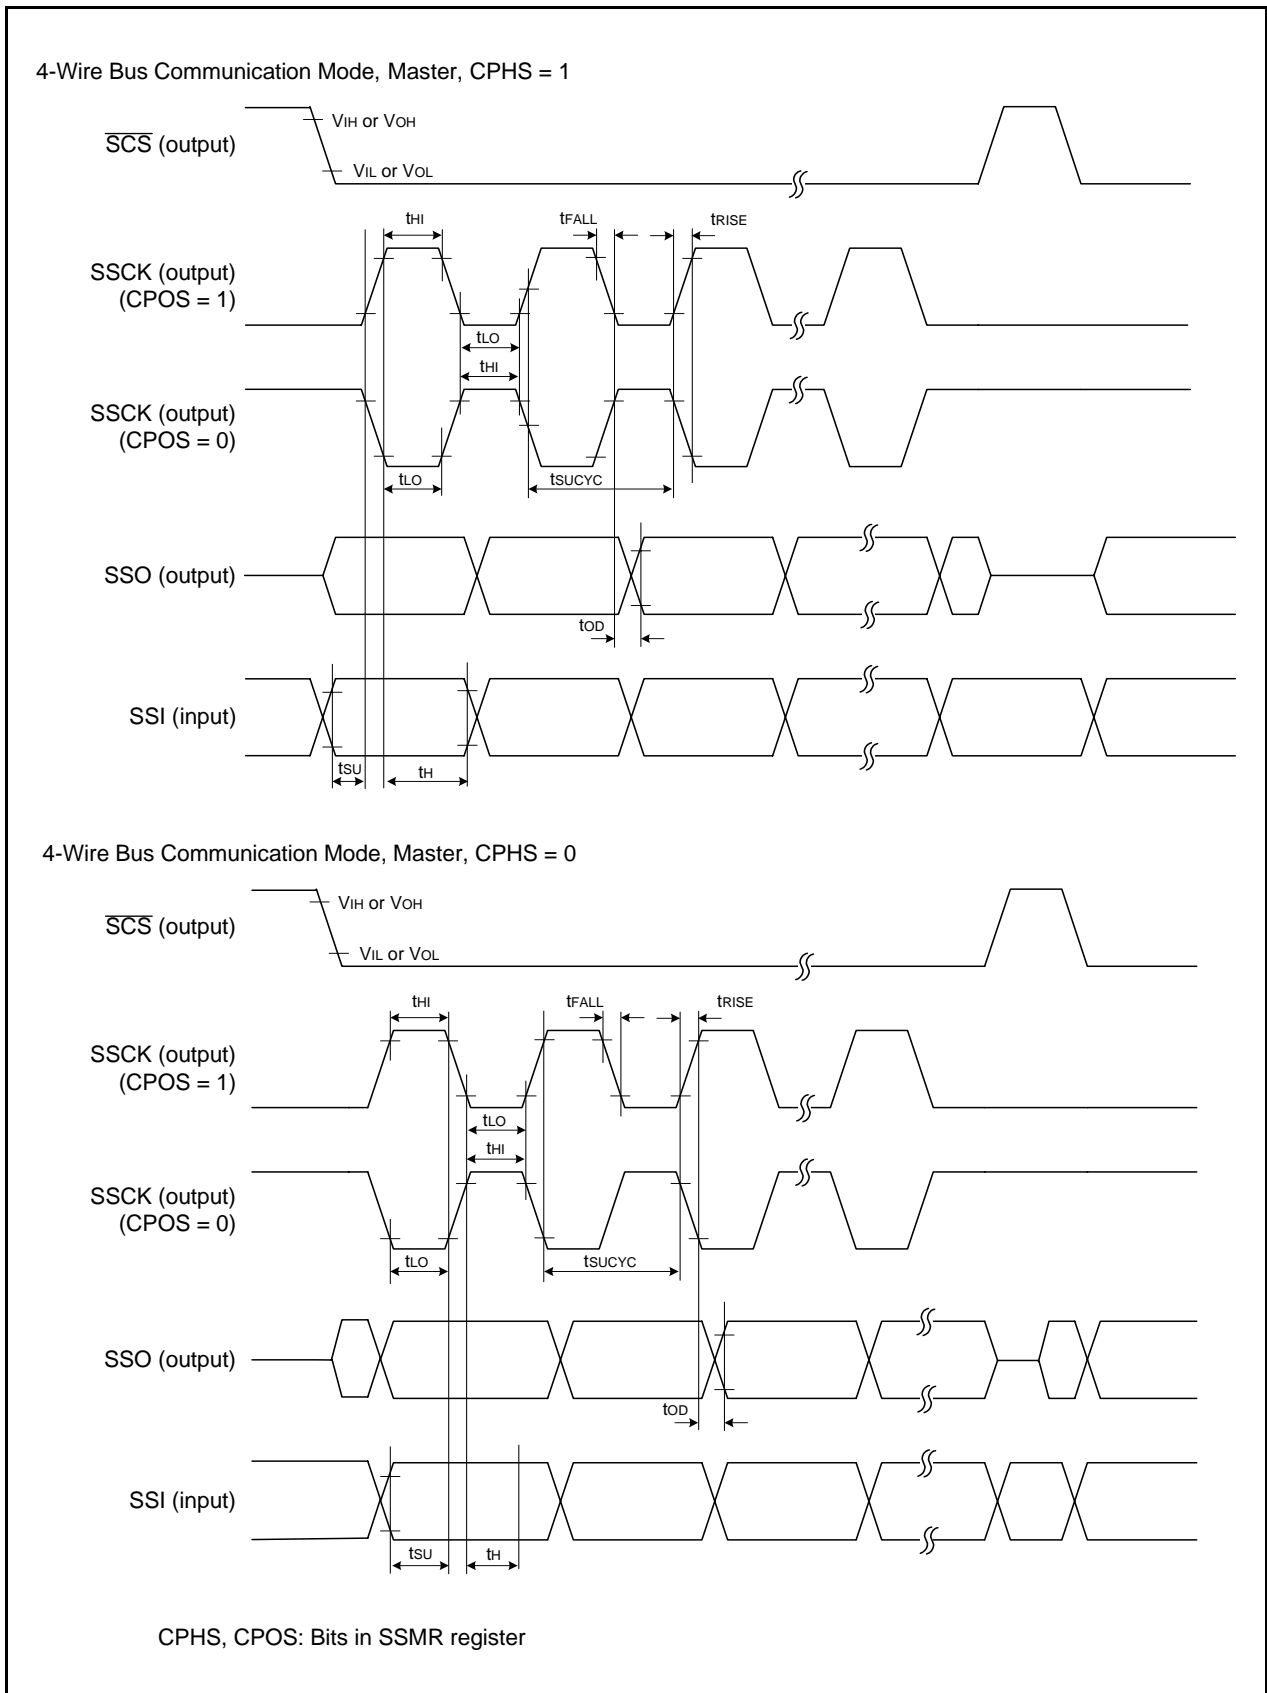 4-Wire Bus Communication Mode, Master, CPHS = 1
SCS (output)
VIH or VOH
VIL or VOL
tHI
tFALL
tRISE
SSCK (output)
(CPOS = 1)
tLO
tHI
SSCK (output)
(CPOS = 0)
tLO
tSUCYC
SSO (output)
tOD
SSI (input)
tSU
tH
4-Wire Bus Communication Mode, Master, CPHS = 0
SCS (output)
VIH or VOH
VIL or VOL
tHI
tFALL
tRISE
SSCK (output)
(CPOS = 1)
tLO
tHI
SSCK (output)
(CPOS = 0)
tLO
tSUCYC
SSO (output)
tOD
SSI (input)
tSU
tH
CPHS, CPOS: Bits in SSMR register